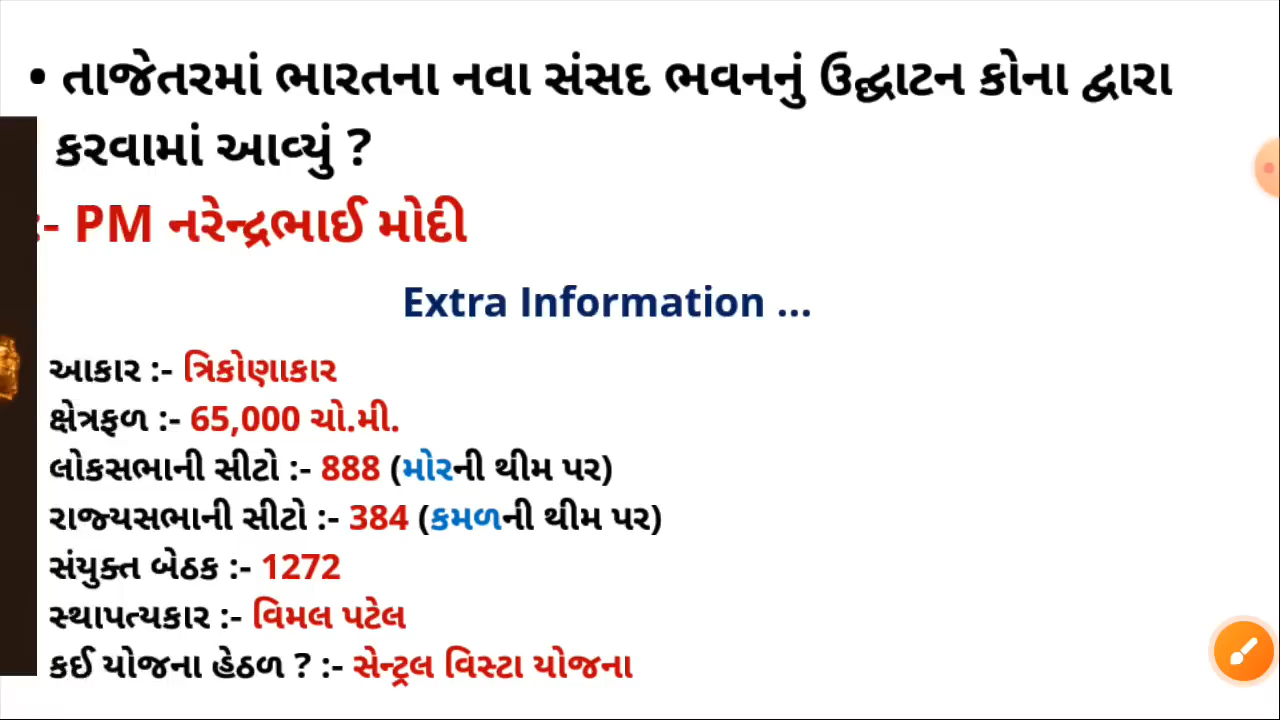 • તાજેતરમાં ભારતના નવા સંસદ ભવનનું ઉદ્ઘાટન કોના દ્વારા
કરવામાં આવ્યું ?
:- PM નરેન્દ્રભાઈ મોદી
Extra Information ...
આકાર :- ત્રિકોણાકાર
ક્ષેત્રફળ :- 65,000 ચો.મી.
લોકસભાની સીટો :- 888 (મોરની થીમ પર)
રાજ્યસભાની સીટો :- 384 (કમળની થીમ પર)
સંયુક્ત બેઠક :- 1272
સ્થાપત્યકાર :- વિમલ પટેલ
કઈ યોજના હેઠળ ? :- સેન્ટ્રલ વિસ્ટા યોજના